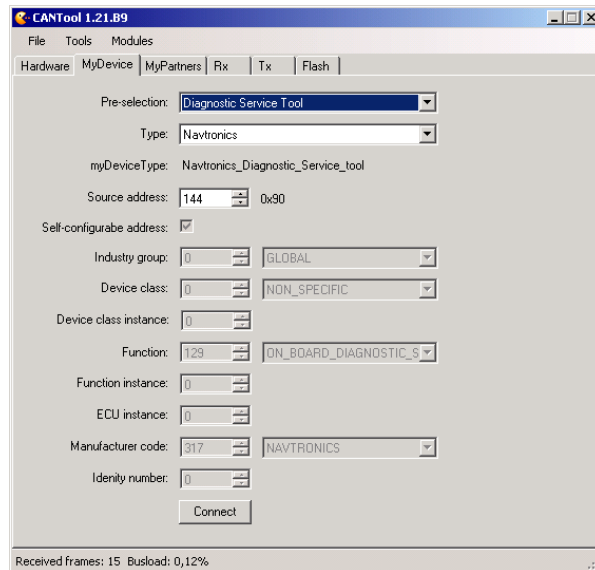 CANTool 1.21.B9
File Tools Modules
Hardware MyDevice MyPartners Rx Tx Flash
Pre-selection: Diagnostic Service Tool
Type: Navtronics
myDeviceType: Navtronics_Diagnostic_Service_tool
Source address: 144 0x90
Self-configurabe address:
Industry group: 0 GLOBAL
Device class: 0 NON_SPECIFIC
Device class instance: 0
Function: 129 ON_BOARD_DIAGNOSTIC_S
Function instance: 0
ECU instance: 0
Manufacturer code: 317 NAVTRONICS
Idenity number: 0
Connect
Received frames: 15 Busload: 0,12%